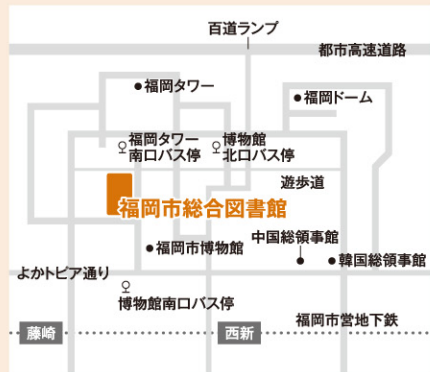 百道ランプ
都市高速道路
福岡タワー
福岡ドーム
福岡タワー
南口バス停
博物館
北口バス停
遊歩道
福岡市総合図書館
中国総領事館
福岡市博物館
韓国総領事館
よかトピア通り
博物館南口バス停
福岡市営地下鉄
藤崎
西新